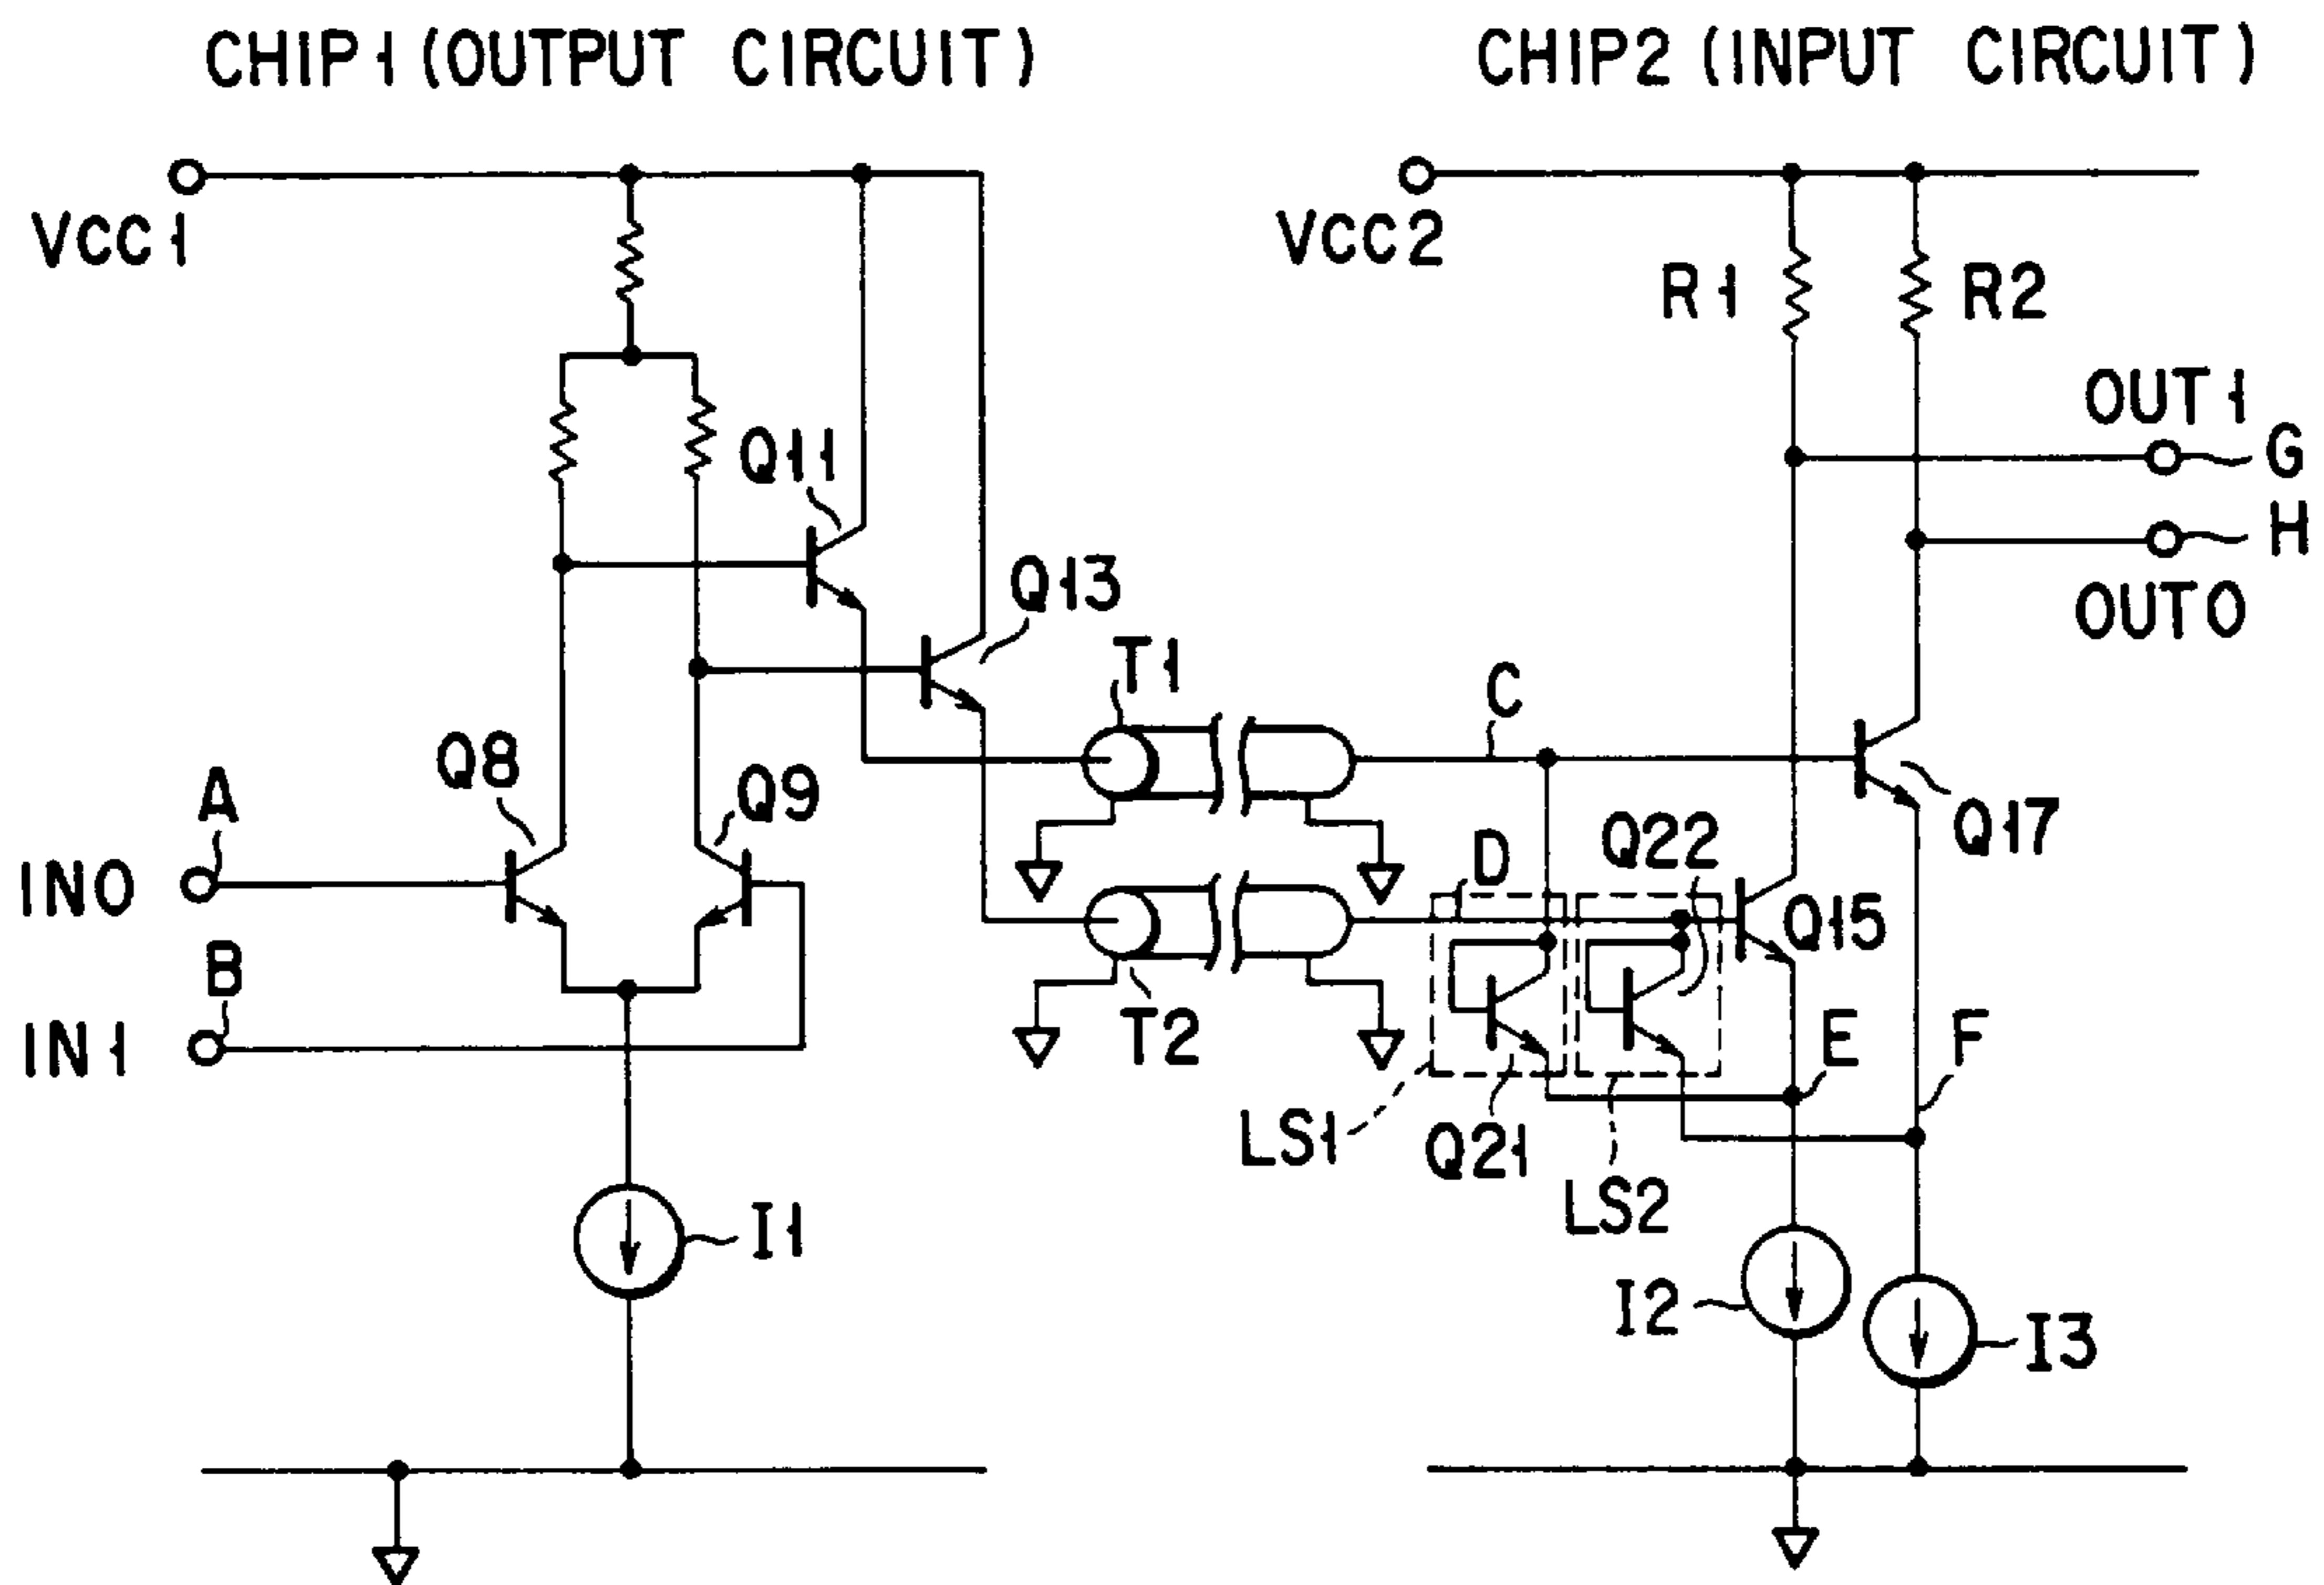 CHIP1 (OUTPUT CIRCUIT)
CHIP2 (INPUT CIRCUIT)
VCC1
VCC2
R1
R2
OUT1
G
H
OUT0
Q11
Q13
T1
C
Q8
Q9
A
IN0
B
IN1
D
Q22
Q17
Q15
T2
E
F
LS1
Q21
LS2
I1
I2
I3